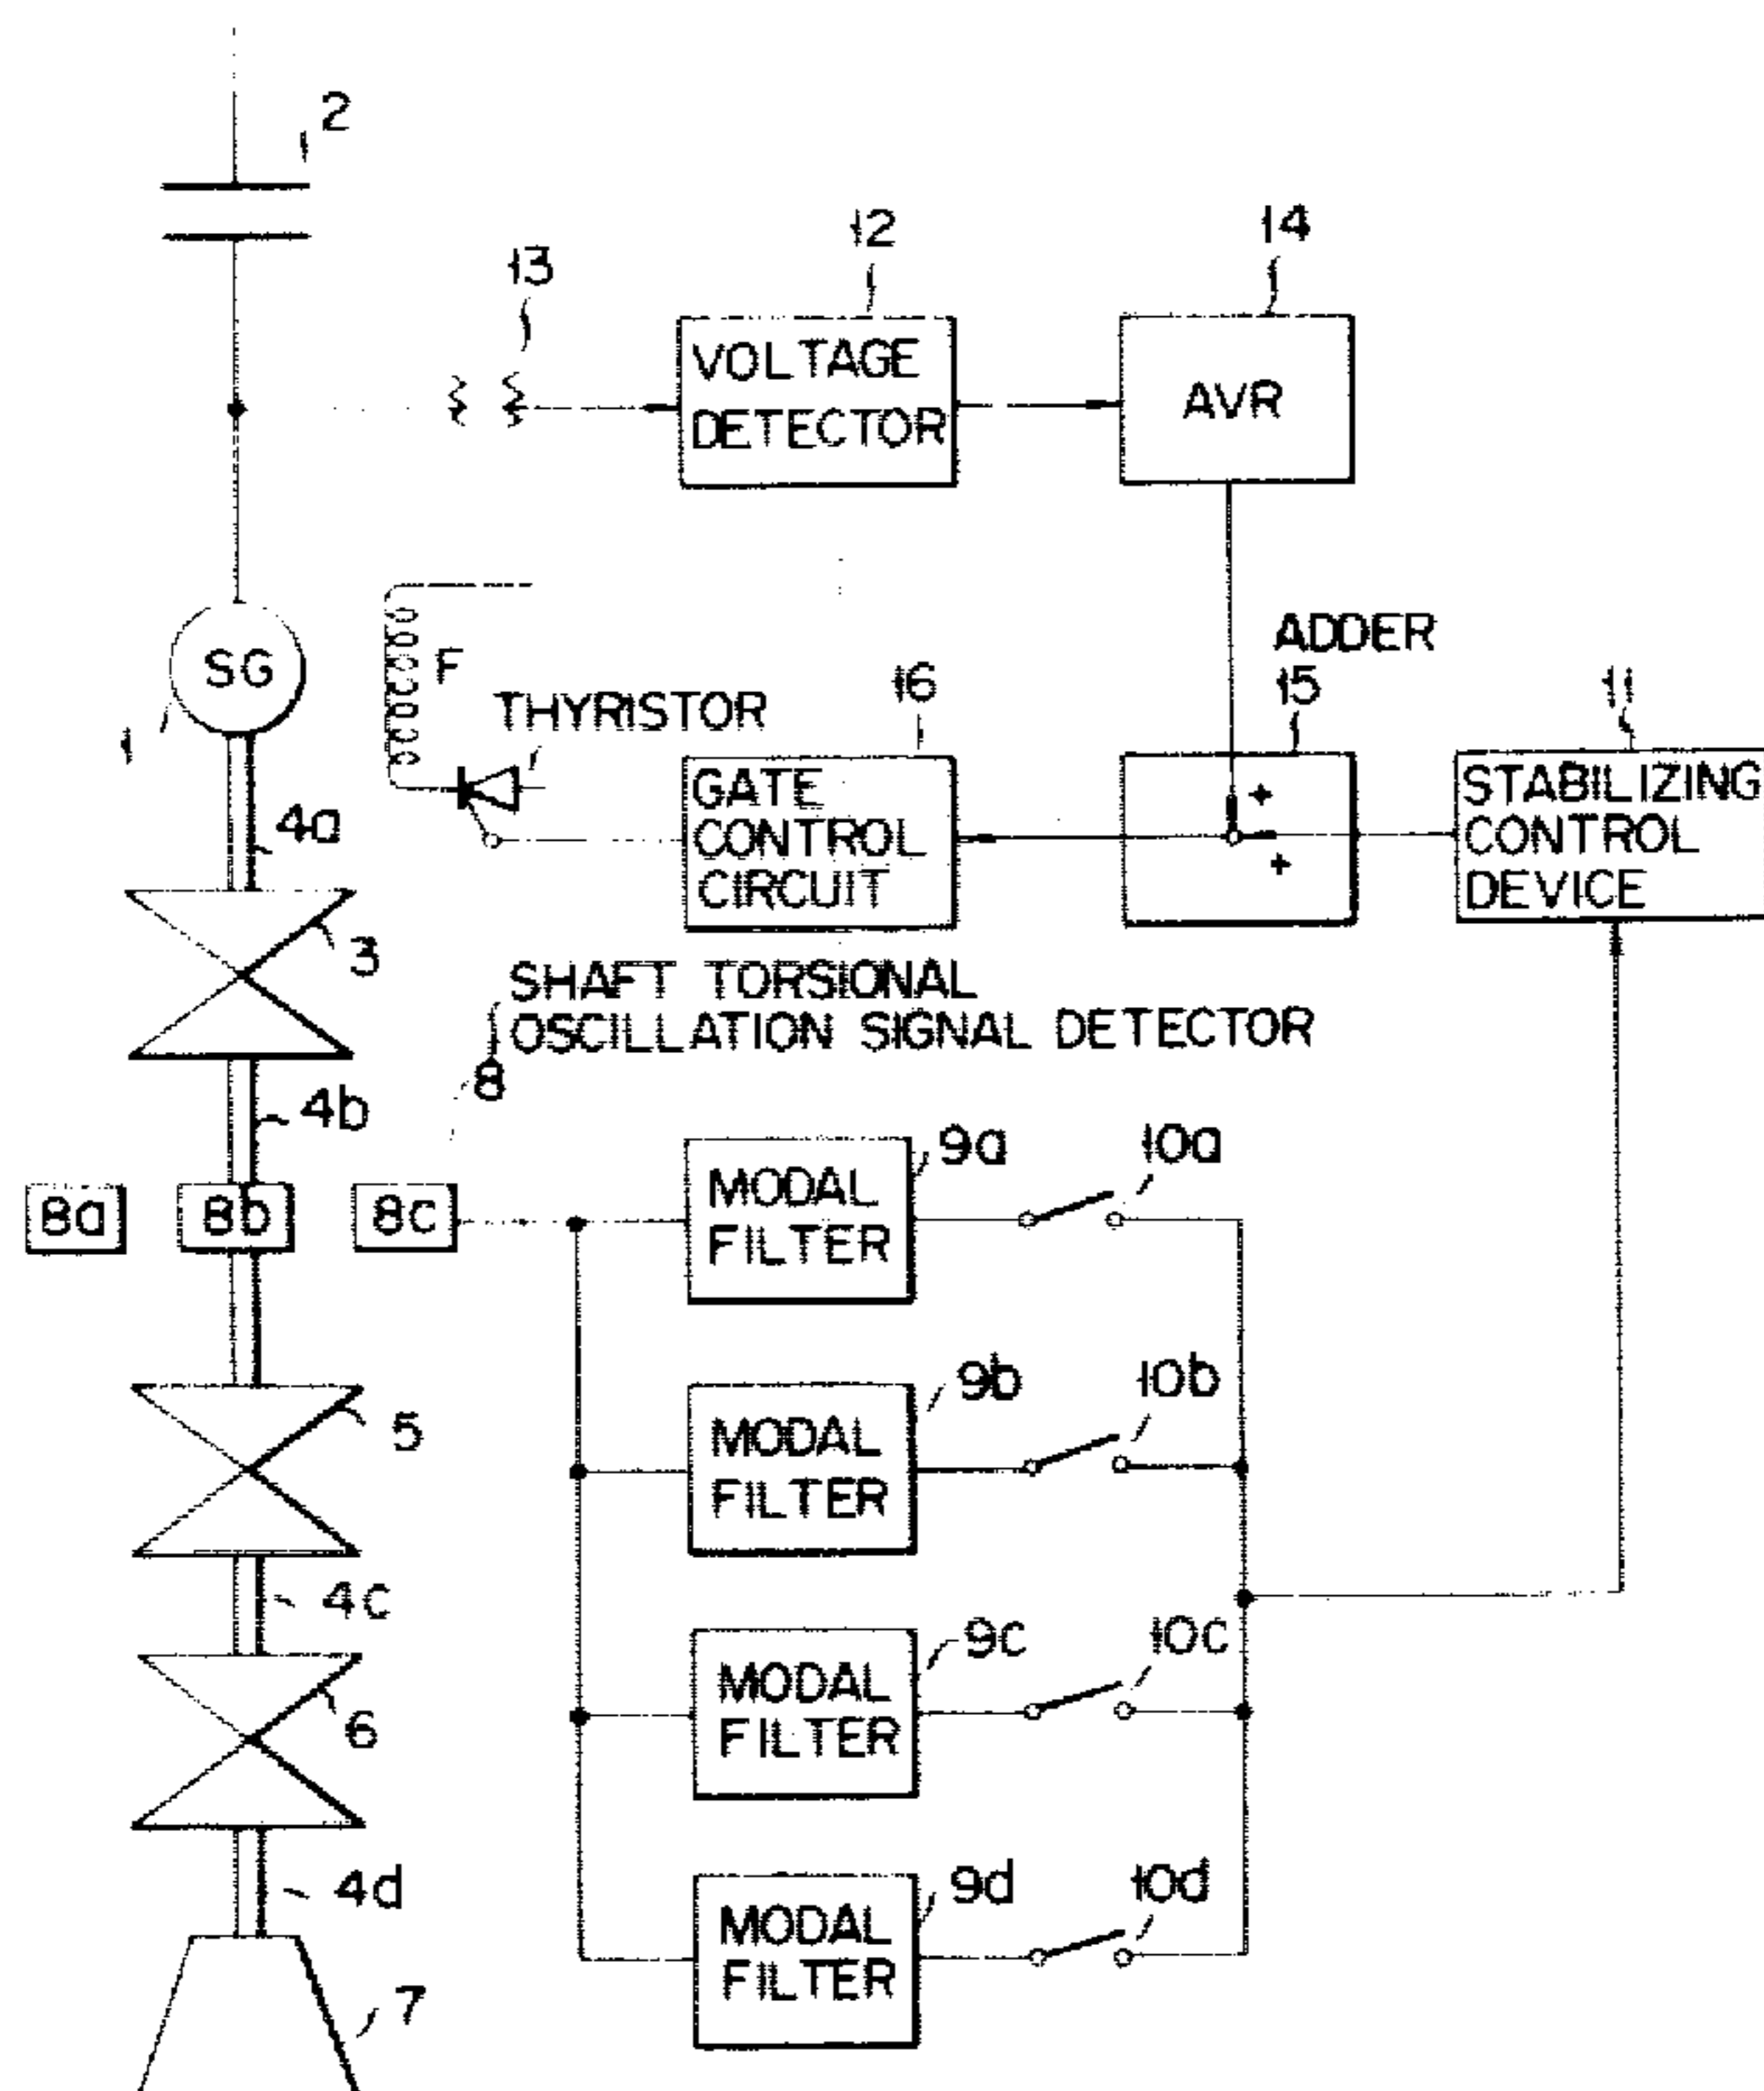 2
12
14
13
VOLTAGE
DETECTOR
AVR
SG
1
F
THYRISTOR
16
ADDER
15
11
GATE
CONTROL
CIRCUIT
+
+
STABILIZING
CONTROL
DEVICE
4a
3
SHAFT TORSIONAL
OSCILLATION SIGNAL DETECTOR
8
4b
8a
8b
8c
MODAL
FILTER
9a
10a
MODAL
FILTER
9b
10b
5
4c
MODAL
FILTER
9c
10c
6
4d
MODAL
FILTER
9d
10d
7